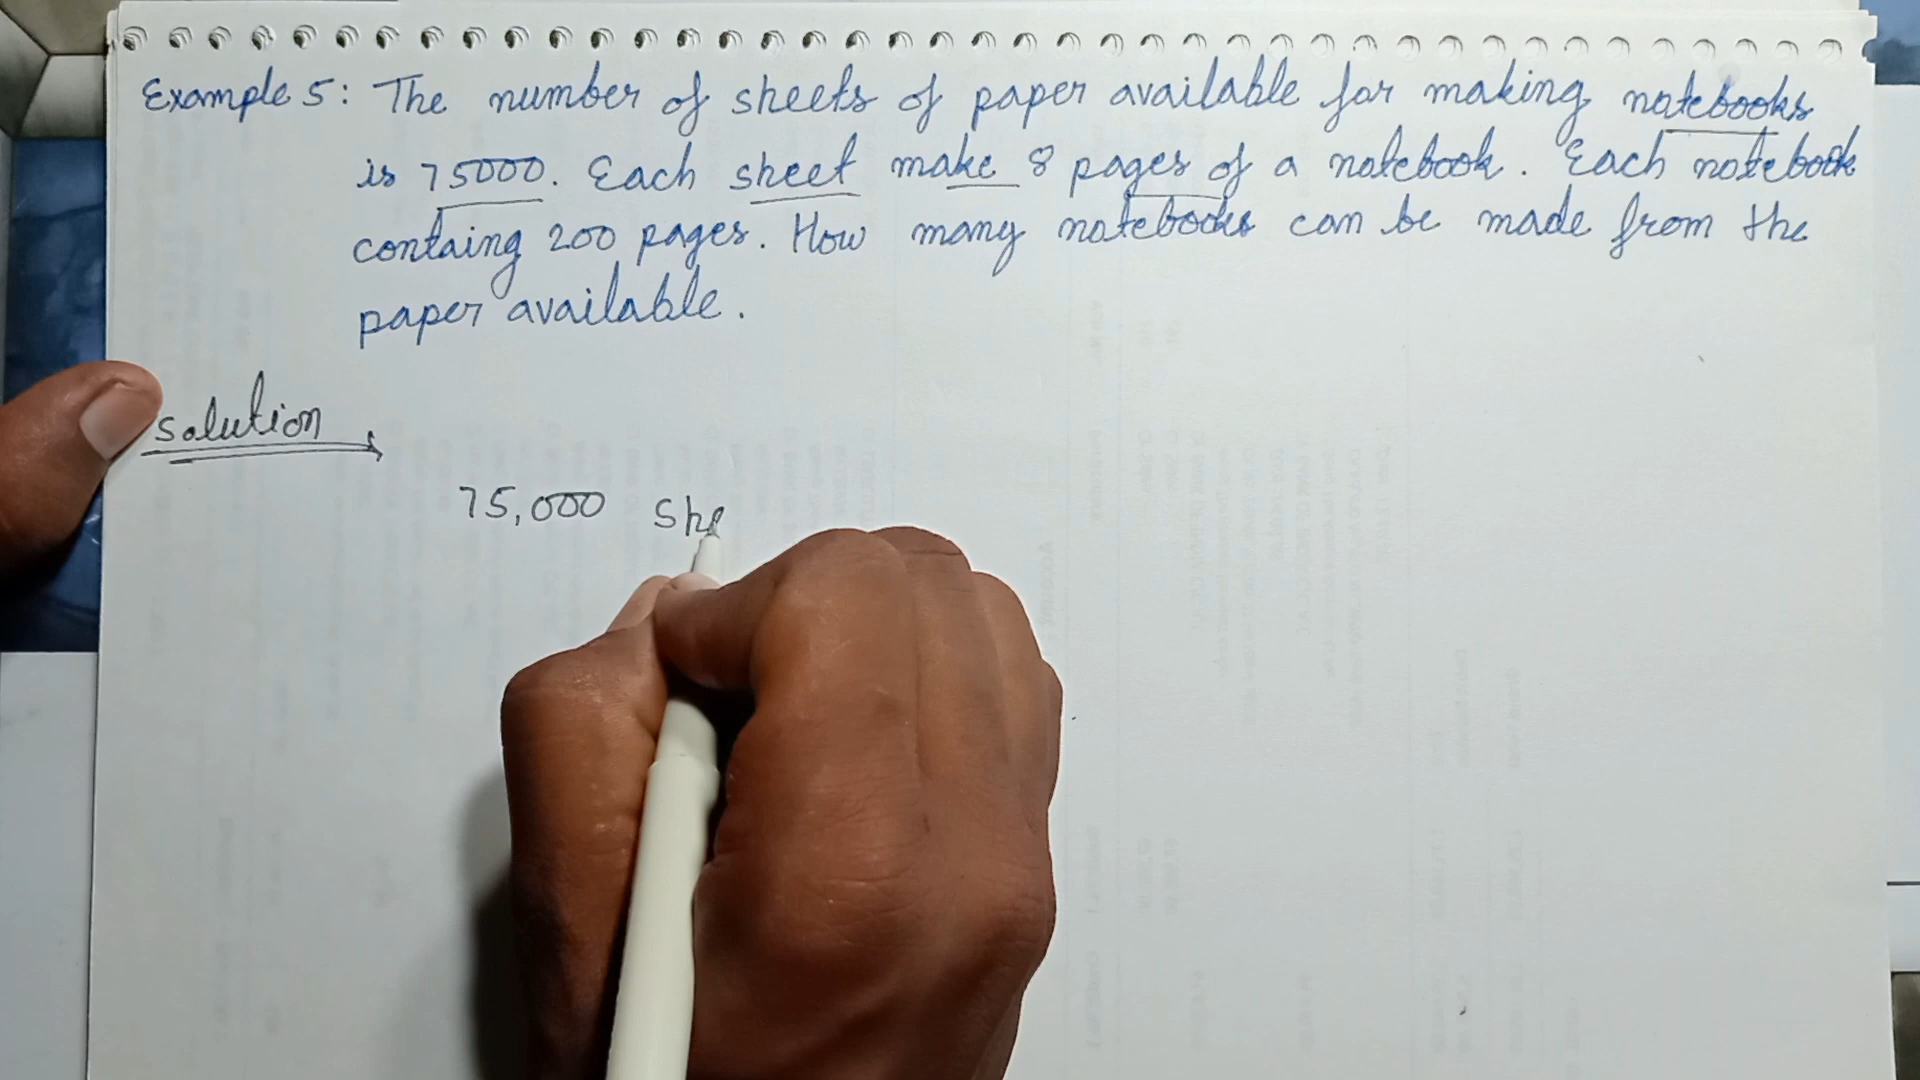 Example 5: The number of sheets of paper available for making notebooks
is 75000. Each sheet make 8 pages of a notebook. Each notebook
containg 200 pages. How many notebooks can be made from the
paper available.
Solution
75,000 She